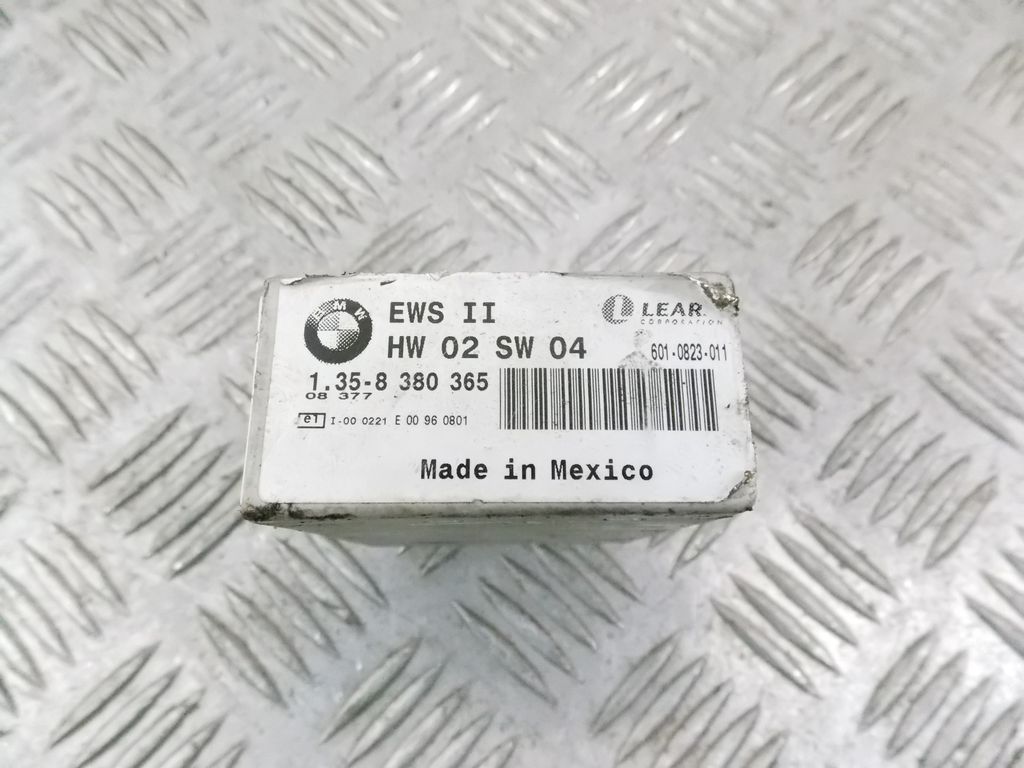 BMW
EWS II
LEAR
CORPORATION
HW 02 SW 04
601-0823-011
1.35-8 380 365
08 377
e1 I-00 0221 E 00 96 0801
Made in Mexico